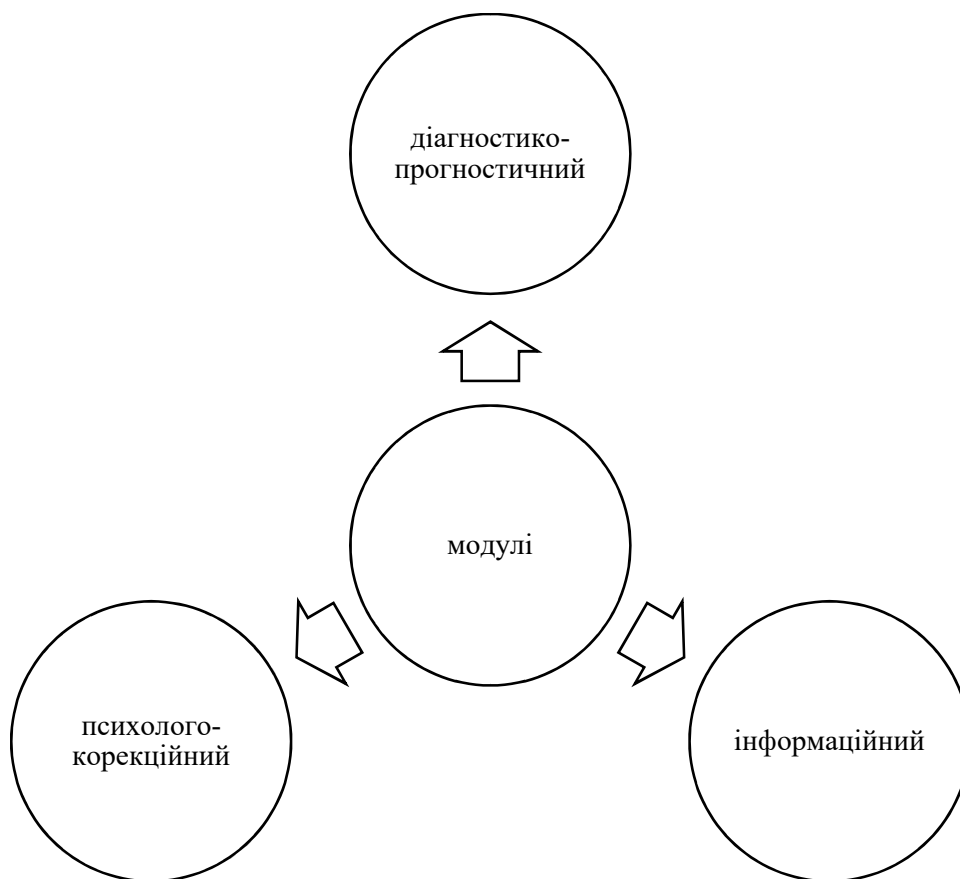 діагностико-
прогностичний
модулі
психолого-
корекційний
інформаційний